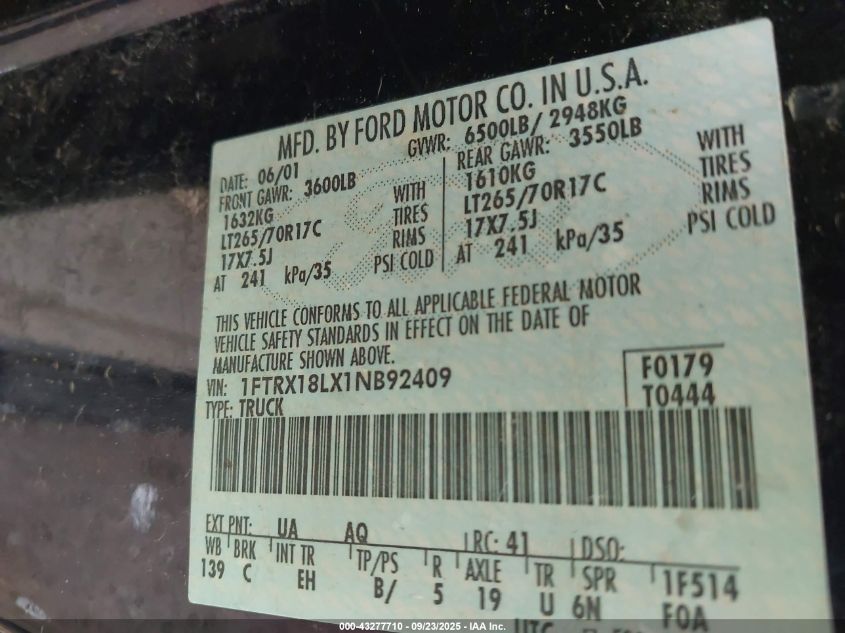 MFD. BY FORD MOTOR CO. IN U.S.A.
DATE: 06/01 GVWR: 6500LB/ 2948KG
FRONT GAWR: 3600LB REAR GAWR: 3550LB
1632KG WITH 1610KG WITH
LT265/70R17C TIRES LT265/70R17C TIRES
17X7.5J RIMS 17X7.5J RIMS
AT 241 kPa/35 PSI COLD AT 241 kPa/35 PSI COLD
THIS VEHICLE CONFORMS TO ALL APPLICABLE FEDERAL MOTOR
VEHICLE SAFETY STANDARDS IN EFFECT ON THE DATE OF
MANUFACTURE SHOWN ABOVE.
VIN: 1FTRX18LX1NB92409 F0179
TYPE: TRUCK T0444
EXT PNT: UA AQ RC: 41 DSO:
WB BRK INT TR TP/PS R AXLE TR SPR 1F514
139 C EH B/ 5 19 U 6N FOA
UTC
000-43277710 - 09/23/2025 - IAA Inc.